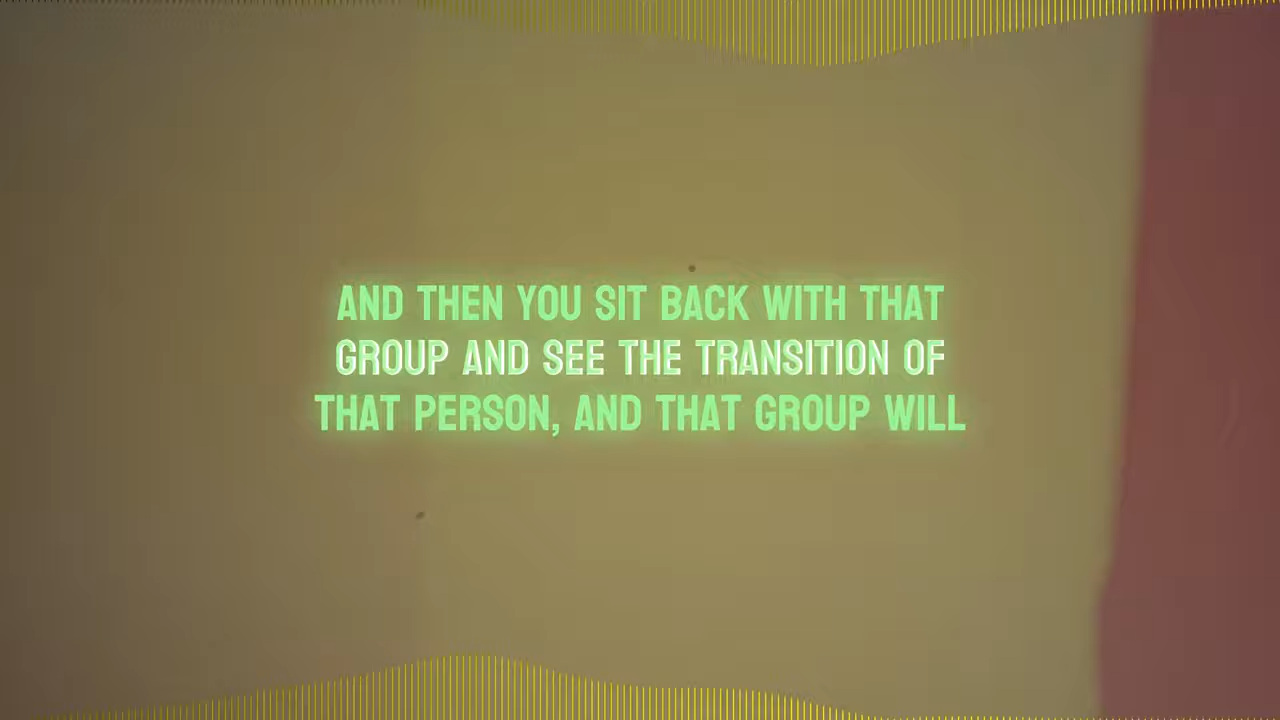 AND THEN YOU SIT BACK WITH THAT
GROUP AND SEE THE TRANSITION OF
THAT PERSON, AND THAT GROUP WILL